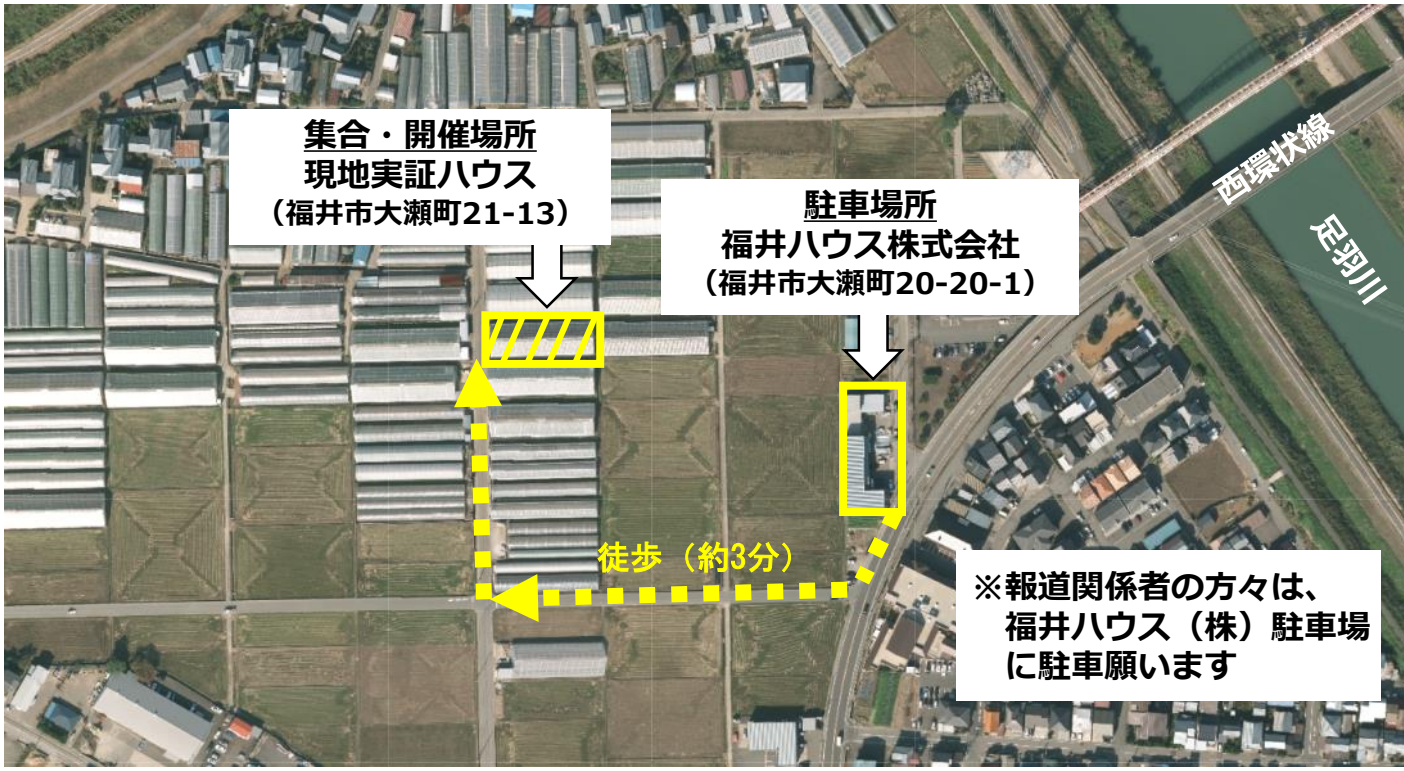 集合・開催場所
現地実証ハウス
（福井市大瀬町21-13）
駐車場所
福井ハウス株式会社
（福井市大瀬町20-20-1）
西環状線
足羽川
徒歩（約3分）
※報道関係者の方々は、
福井ハウス（株）駐車場
に駐車願います